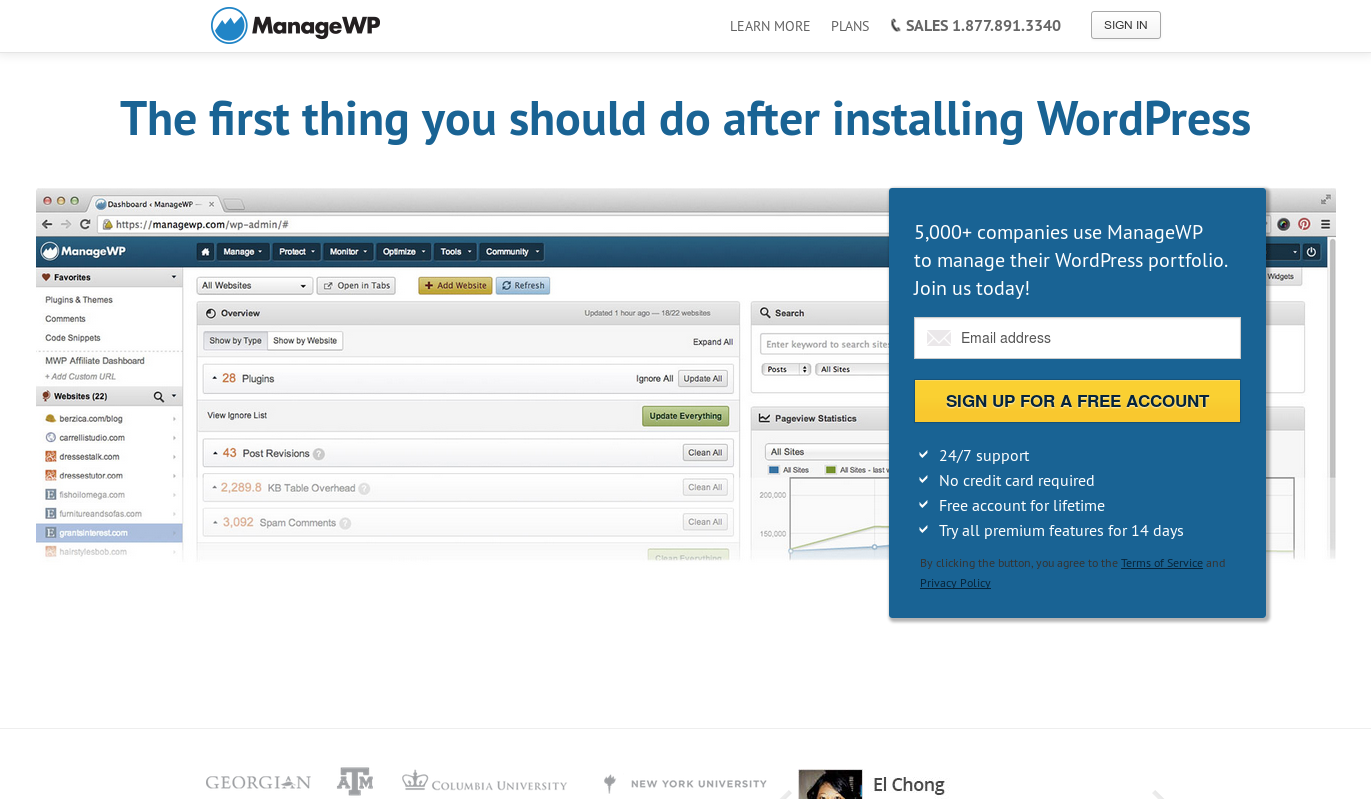 ManageWP
LEARN MORE
PLANS
SALES 1.877.891.3340
SIGN IN
The first thing you should do after installing WordPress
Dashboard ‹ ManageWP —
https://managewp.com/wp-admin/#
ManageWP
Manage
Protect
Monitor
Optimize
Tools
Community
Favorites
Plugins & Themes
Comments
Code Snippets
MWP Affiliate Dashboard
+ Add Custom URL
Websites (22)
berzica.com/blog
carrellistudio.com
dressestalk.com
dressestutor.com
fishoilomega.com
furnitureandsofas.com
grantsinterest.com
hairstylesbob.com
All Websites
Open in Tabs
Add Website
Refresh
Overview
Updated 1 hour ago — 18/22 websites
Show by Type
Show by Website
Expand All
28 Plugins
Ignore All
Update All
View Ignore List
Update Everything
43 Post Revisions ?
Clean All
2,289.8 KB Table Overhead ?
Clean All
3,092 Spam Comments ?
Clean All
Clean Everything
Widgets
Search
Enter keyword to search sites
Posts
All Sites
Pageview Statistics
All Sites
All Sites
All Sites - last w
200,000
150,000
5,000+ companies use ManageWP
to manage their WordPress portfolio.
Join us today!
Email address
SIGN UP FOR A FREE ACCOUNT
24/7 support
No credit card required
Free account for lifetime
Try all premium features for 14 days
By clicking the button, you agree to the Terms of Service and
Privacy Policy
GEORGIAN
ATM
COLUMBIA UNIVERSITY
NEW YORK UNIVERSITY
El Chong